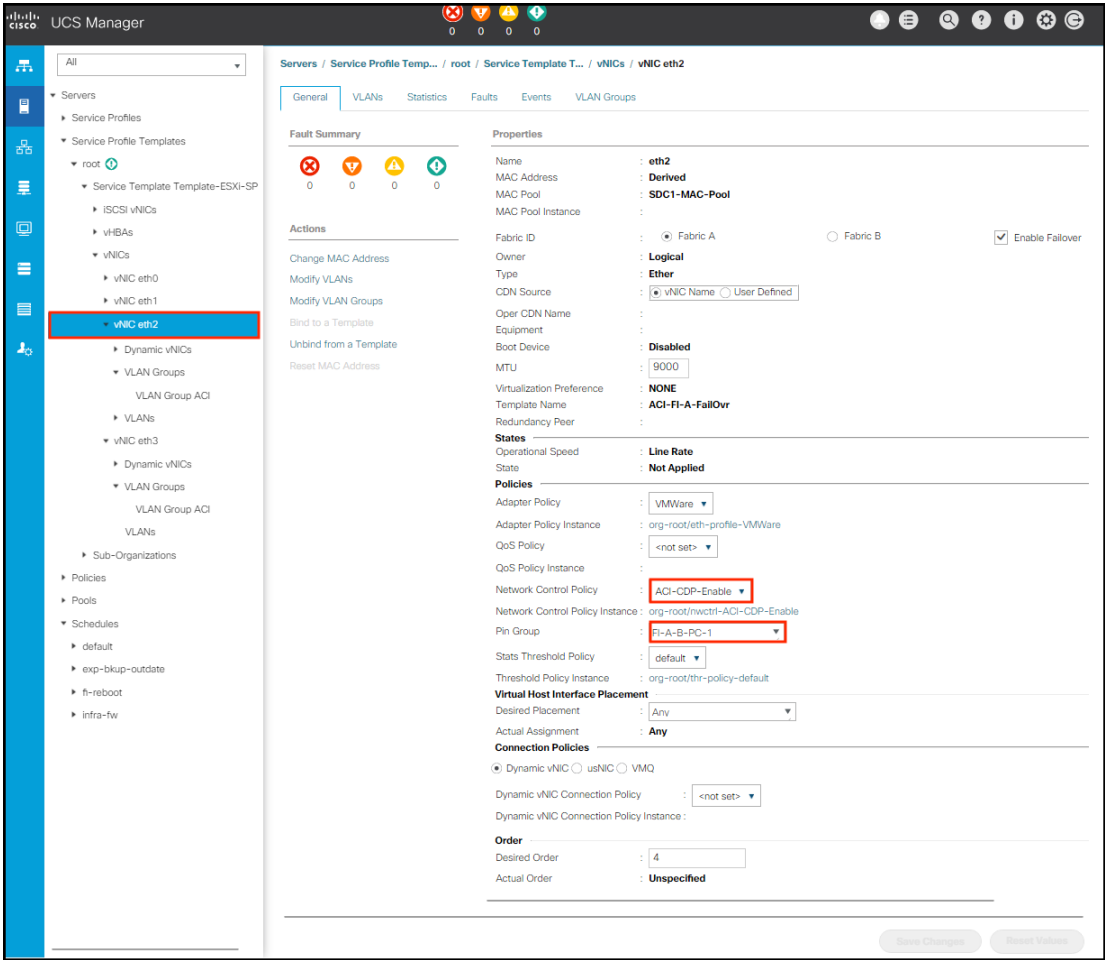 cisco UCS Manager
0 0 0 0
All
Servers
Service Profiles
Service Profile Templates
root
Service Template Template-ESXi-SP
iSCSI vNICs
vHBAs
vNICs
vNIC eth0
vNIC eth1
vNIC eth2
Dynamic vNICs
VLAN Groups
VLAN Group ACI
VLANs
vNIC eth3
Dynamic vNICs
VLAN Groups
VLAN Group ACI
VLANs
Sub-Organizations
Policies
Pools
Schedules
default
exp-bkup-outdate
fi-reboot
infra-fw
Servers / Service Profile Temp... / root / Service Template T... / vNICs / vNIC eth2
General VLANs Statistics Faults Events VLAN Groups
Fault Summary
0 0 0 0
Actions
Change MAC Address
Modify VLANs
Modify VLAN Groups
Bind to a Template
Unbind from a Template
Reset MAC Address
Properties
Name : eth2
MAC Address : Derived
MAC Pool : SDC1-MAC-Pool
MAC Pool Instance :
Fabric ID : Fabric A Fabric B Enable Failover
Owner : Logical
Type : Ether
CDN Source : vNIC Name User Defined
Oper CDN Name :
Equipment :
Boot Device : Disabled
MTU : 9000
Virtualization Preference : NONE
Template Name : ACI-FI-A-FailOvr
Redundancy Peer :
States
Operational Speed : Line Rate
State : Not Applied
Policies
Adapter Policy : VMWare
Adapter Policy Instance : org-root/eth-profile-VMWare
QoS Policy : <not set>
QoS Policy Instance :
Network Control Policy : ACI-CDP-Enable
Network Control Policy Instance : org-root/nwctrl-ACI-CDP-Enable
Pin Group : FI-A-B-PC-1
Stats Threshold Policy : default
Threshold Policy Instance : org-root/thr-policy-default
Virtual Host Interface Placement
Desired Placement : Any
Actual Assignment : Any
Connection Policies
Dynamic vNIC usNIC VMQ
Dynamic vNIC Connection Policy : <not set>
Dynamic vNIC Connection Policy Instance :
Order
Desired Order : 4
Actual Order : Unspecified
Save Changes Reset Values